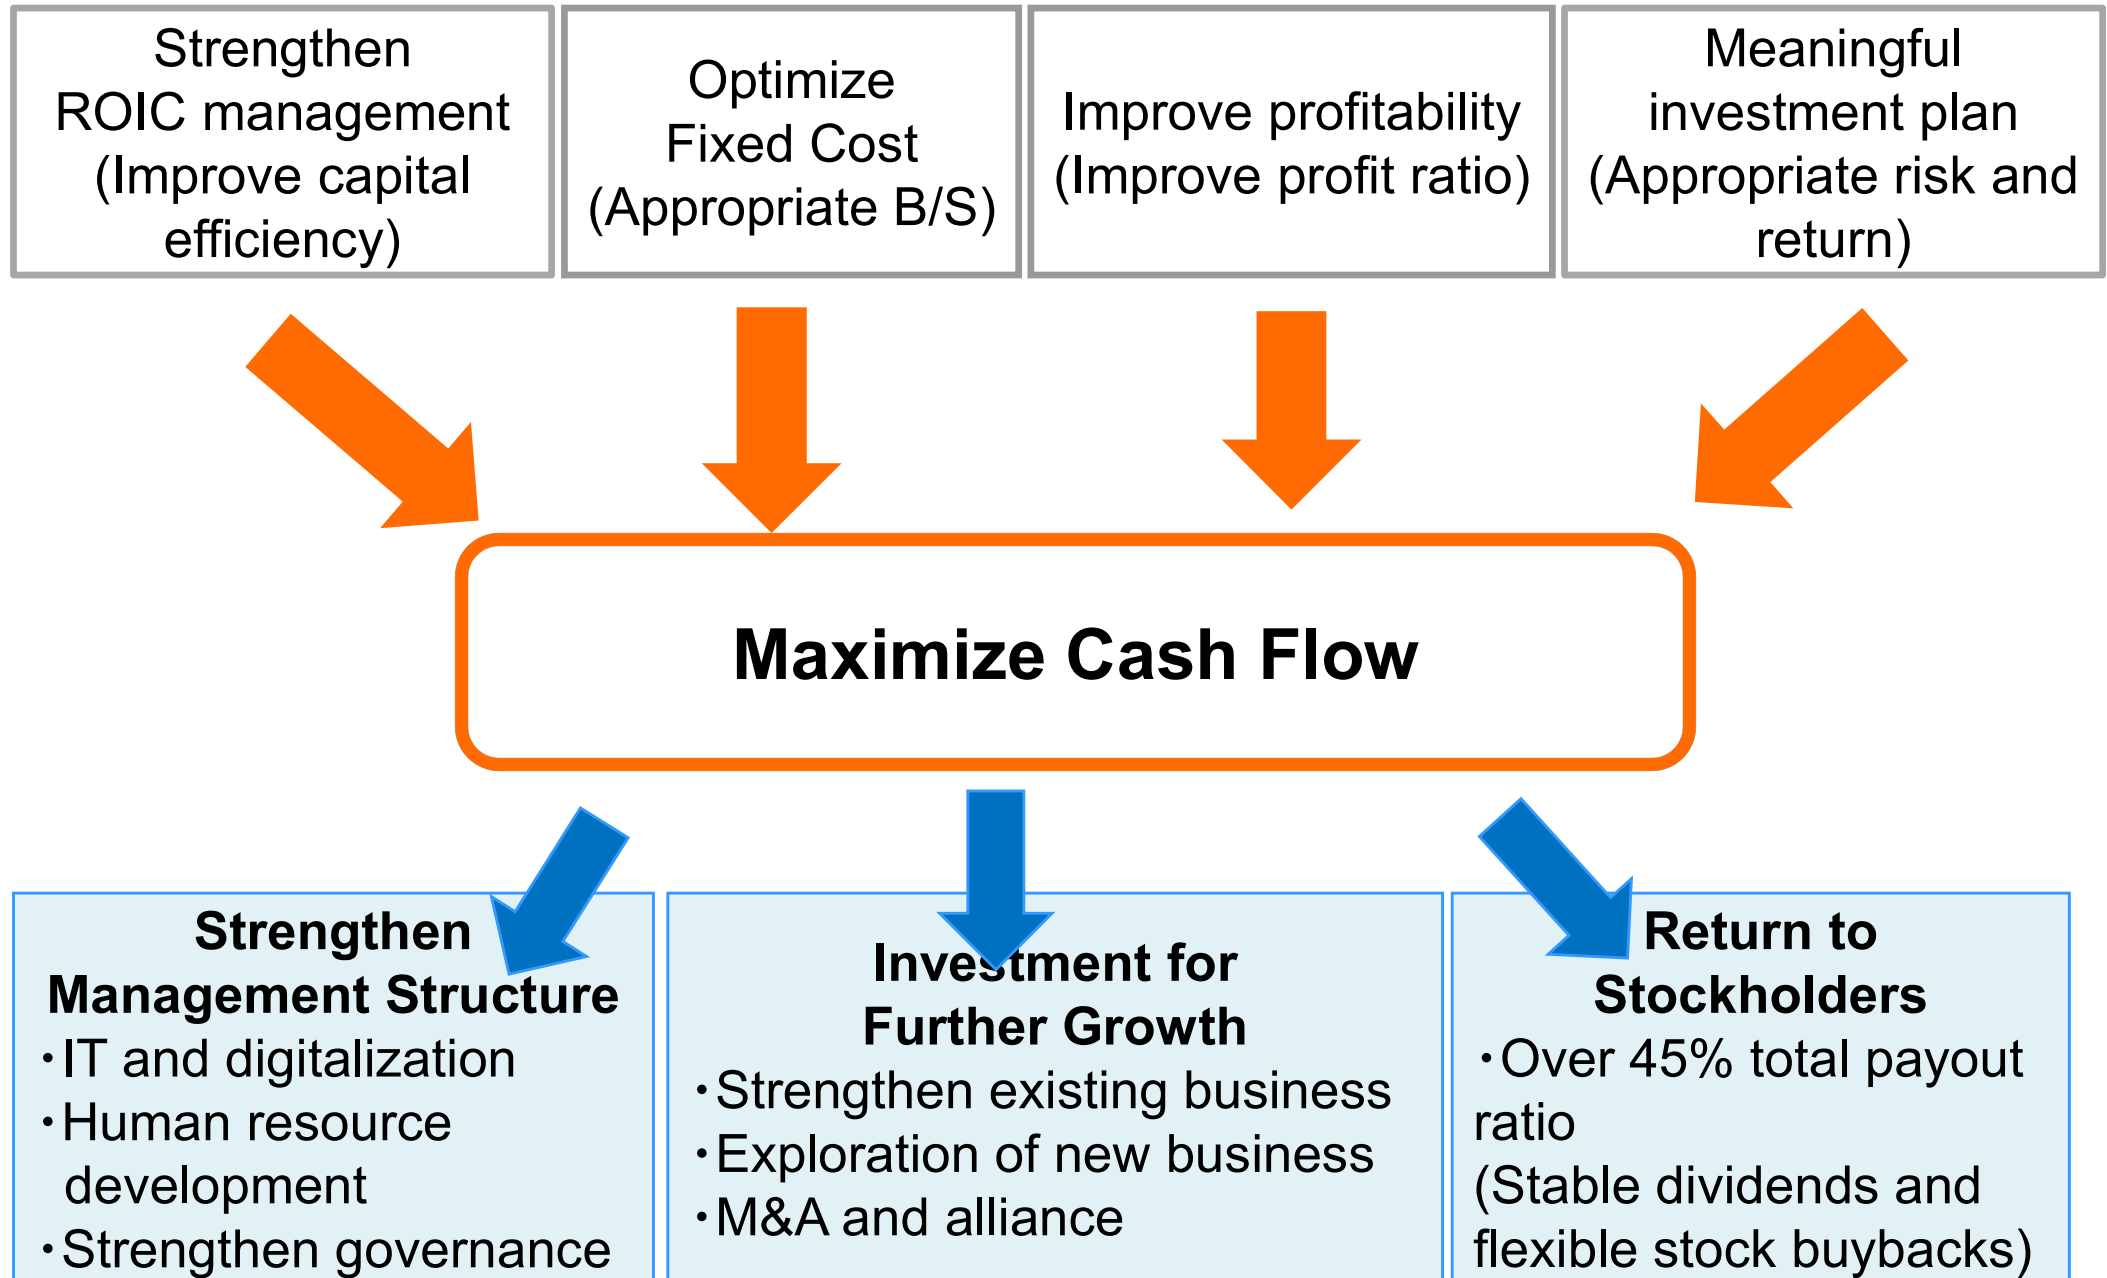 Strengthen
ROIC management
(Improve capital
efficiency)
Optimize
Fixed Cost
(Appropriate B/S)
Improve profitability
(Improve profit ratio)
Meaningful
investment plan
(Appropriate risk and
return)
Maximize Cash Flow
Strengthen
Management Structure
・IT and digitalization
・Human resource
development
・Strengthen governance
Investment for
Further Growth
・Strengthen existing business
・Exploration of new business
・M&A and alliance
Return to
Stockholders
・Over 45% total payout
ratio
(Stable dividends and
flexible stock buybacks)